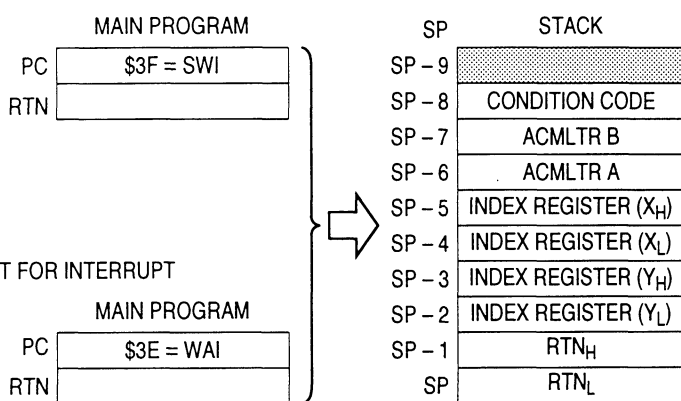 MAIN PROGRAM
PC $3F = SWI
RTN
T FOR INTERRUPT
MAIN PROGRAM
PC $3E = WAI
RTN
SP STACK
SP – 9
SP – 8 CONDITION CODE
SP – 7 ACMLTR B
SP – 6 ACMLTR A
SP – 5 INDEX REGISTER (XH)
SP – 4 INDEX REGISTER (XL)
SP – 3 INDEX REGISTER (YH)
SP – 2 INDEX REGISTER (YL)
SP – 1 RTNH
SP RTNL